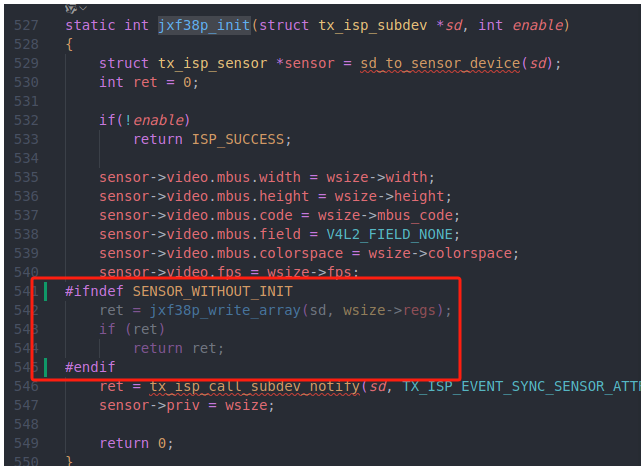 527 static int jxf38p_init(struct tx_isp_subdev *sd, int enable)
528 {
529 struct tx_isp_sensor *sensor = sd_to_sensor_device(sd);
530 int ret = 0;
531
532 if(!enable)
533 return ISP_SUCCESS;
534
535 sensor->video.mbus.width = wsize->width;
536 sensor->video.mbus.height = wsize->height;
537 sensor->video.mbus.code = wsize->mbus_code;
538 sensor->video.mbus.field = V4L2_FIELD_NONE;
539 sensor->video.mbus.colorspace = wsize->colorspace;
540 sensor->video.fps = wsize->fps;
541 #ifndef SENSOR_WITHOUT_INIT
542 ret = jxf38p_write_array(sd, wsize->regs);
543 if (ret)
544 return ret;
545 #endif
546 ret = tx_isp_call_subdev_notify(sd, TX_ISP_EVENT_SYNC_SENSOR_ATT
547 sensor->priv = wsize;
548
549 return 0;
550 }